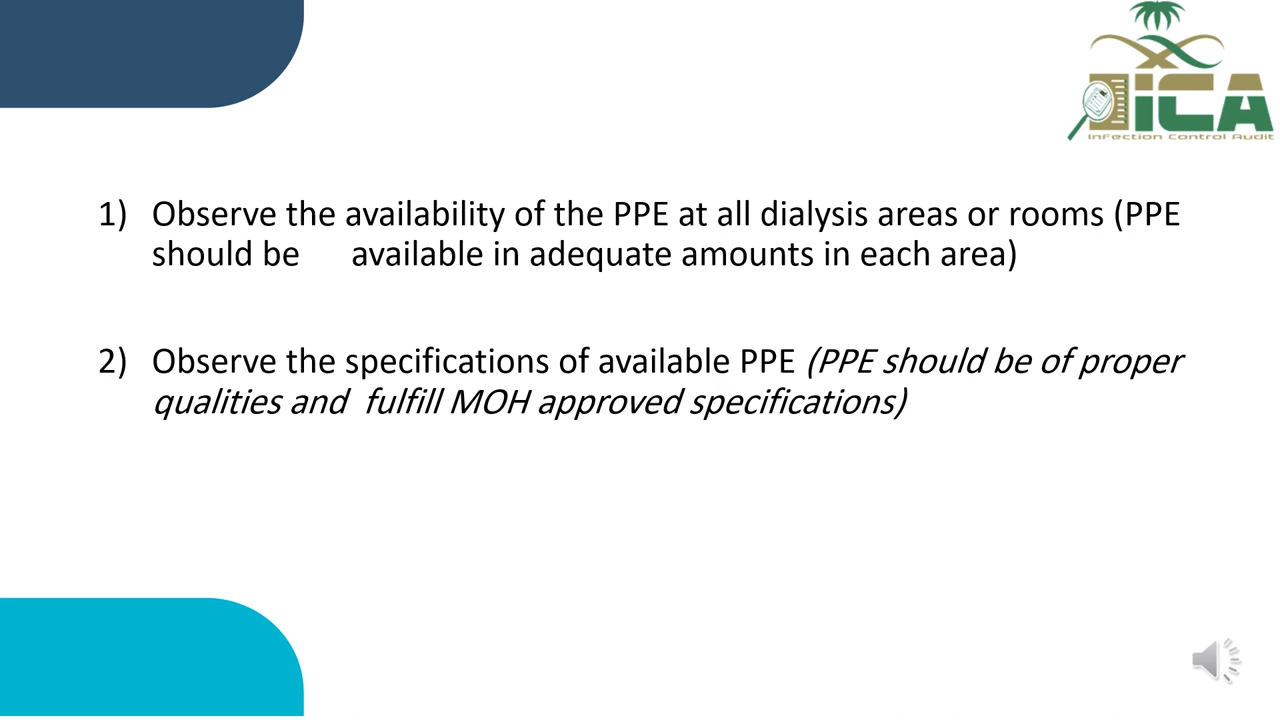 iCA
Infection Control Audit
1) Observe the availability of the PPE at all dialysis areas or rooms (PPE
should be available in adequate amounts in each area)
2) Observe the specifications of available PPE (PPE should be of proper
qualities and fulfill MOH approved specifications)